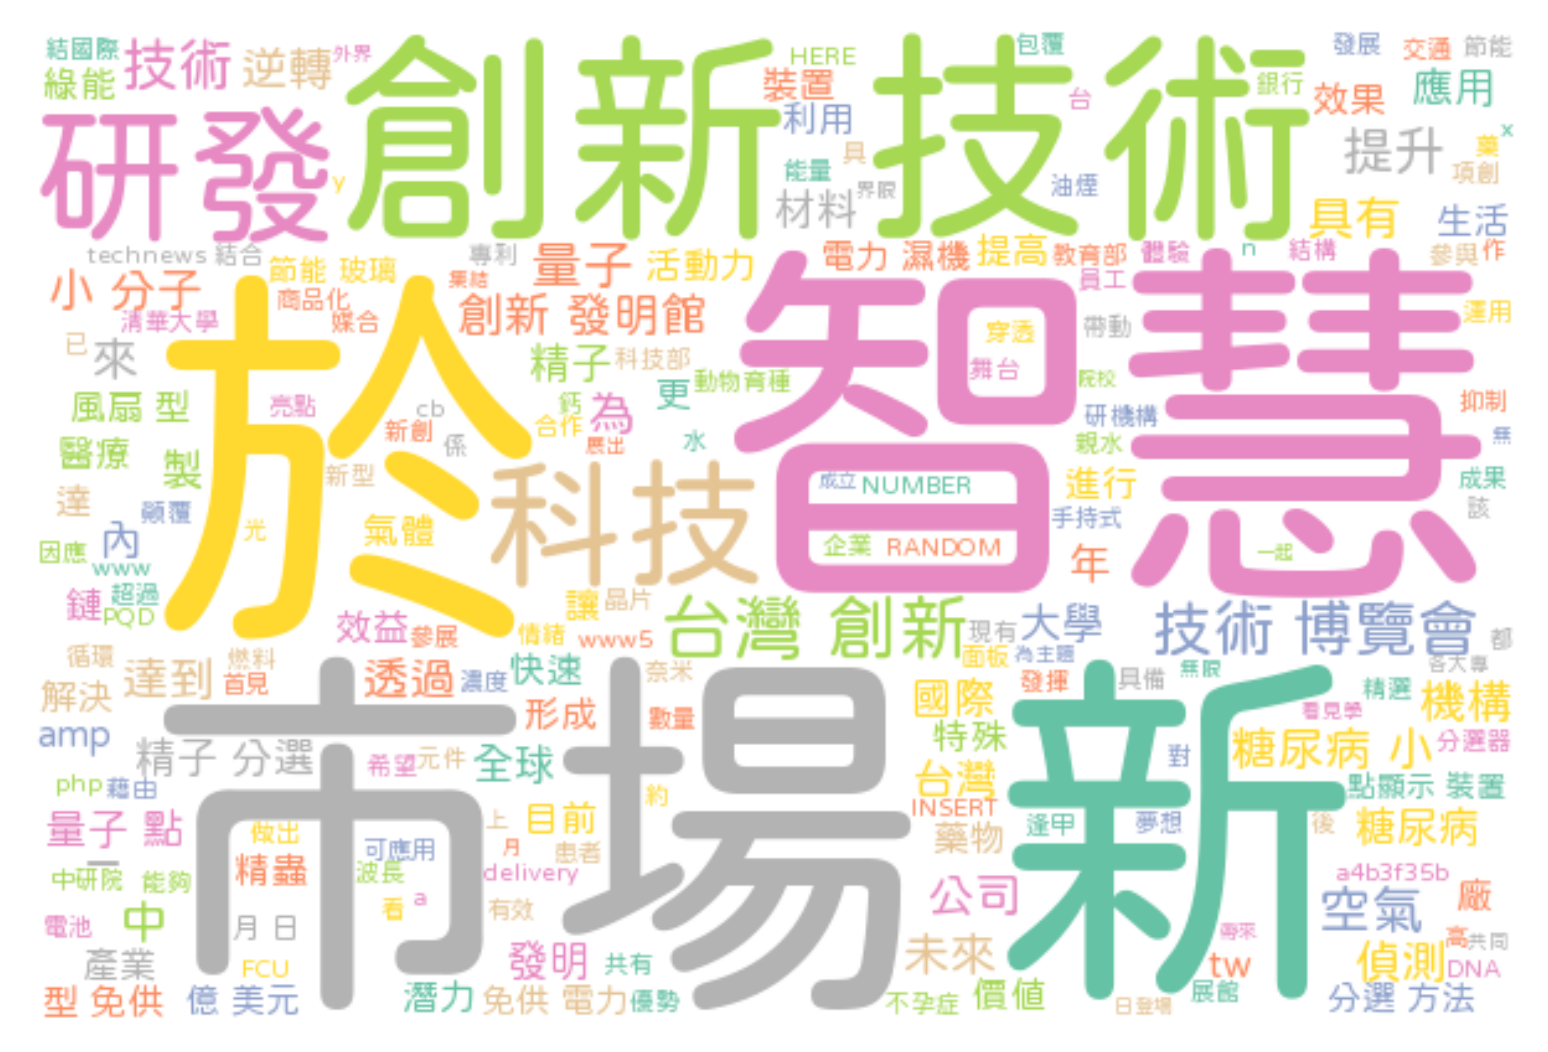 結國際 技術 逆轉 外界 創新技術 HERE 包覆 發展 交通 節能
綠能 裝置 台 銀行 效果 應用
研發 y 利用 具 能量 界限 油煙 提升 x 藥 項創
材料 具有 生活
technews 結合 專利 量子 活動力 電力 濕機 提高 教育部 體驗 n 結構 參與 作
小 分子 節能 玻璃 集結 員工
商品化 創新 發明館 智慧 穿透 帶動 運用
清華大學 媒合
已 來 於 精子 科技部 舞台
風扇 型 亮點 cb 鈣 為 更 動物育種 院校 抑制
新創 合作 研機構
醫療 製 係 展出 水 親水 無
新型 科技 成立 NUMBER 進行 成果
達 顛覆 光 氣體 手持式 該
因應 內 企業 RANDOM 年 一起
www
鏈 超過 讓 晶片
PQD 效益 參展 情緒 www5 台灣 創新 現有 大學 技術 博覽會 都
循環 燃料 面板 為主題 各大專
解決 達到 首見 透過 濃度 快速 奈米 國際 發揮 具備 無限 精選 機構
amp 市場 形成 數量 特殊 新 看見學
精子 分選 希望 元件 全球 對 糖尿病 小 分選器
php 藉由 約 台灣 點顯示 裝置
量子 點 做出 上 目前 INSERT 逢甲 夢想 後 糖尿病
一 可應用 月 患者 藥物
中研院 能夠 精蟲 波長 delivery a4b3f35b
電池 中 看 a 有效 公司 空氣 廠
月 日 帶來 高 共同
產業 FCU 發明 共有 未來 tw 偵測 DNA
型 免供 億 美元 潛力 免供 電力 優勢 不孕症 價值 日登場 展館 分選 方法